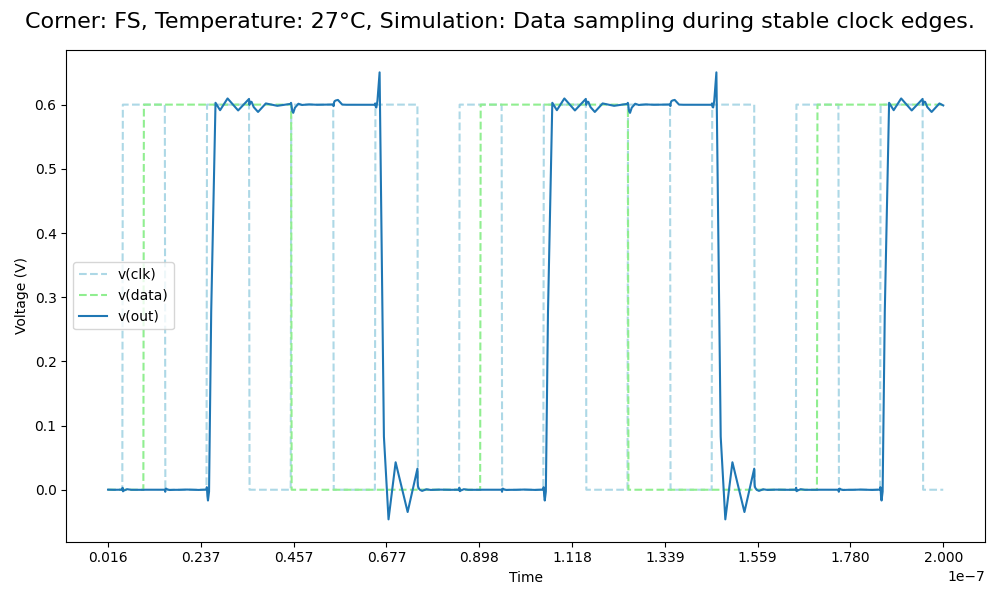 Corner: FS, Temperature: 27°C, Simulation: Data sampling during stable clock edges.
Voltage (V)
0.6
0.5
0.4
0.3
0.2
0.1
0.0
v(clk)
v(data)
v(out)
0.016 0.237 0.457 0.677 0.898 1.118 1.339 1.559 1.780 2.000
1e−7
Time